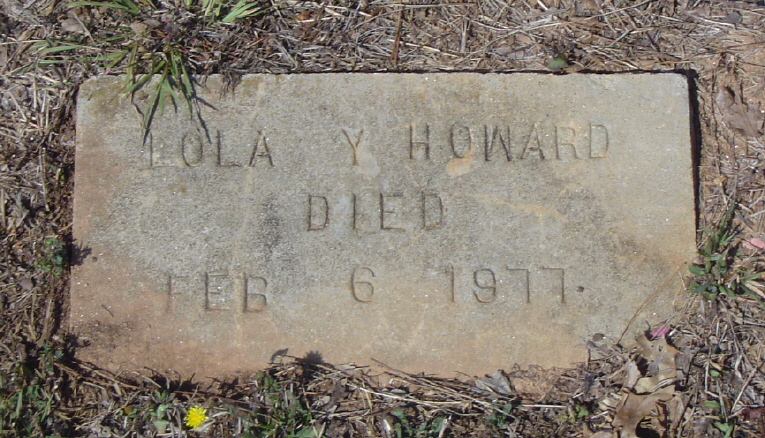 LOLA Y HOWARD
DIED
FEB 6 1977.